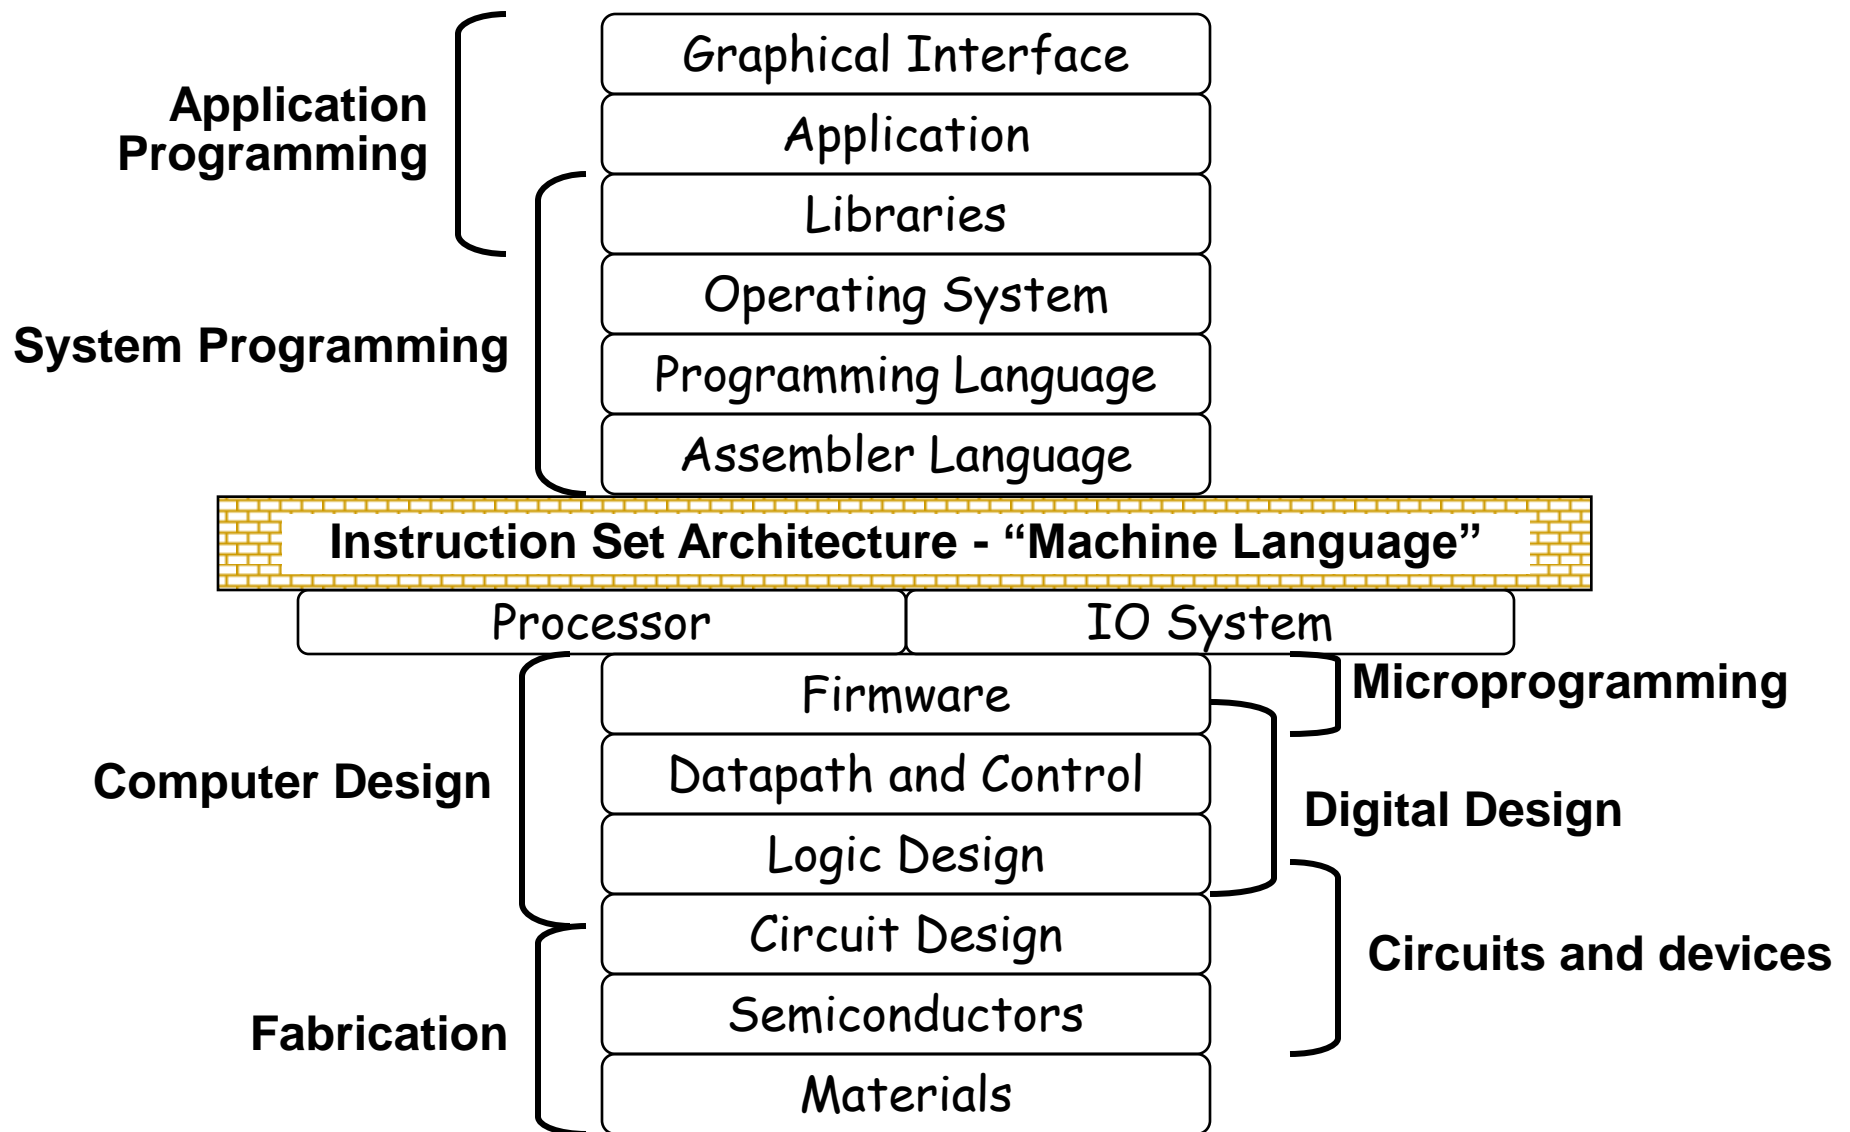 Graphical Interface
Application
Programming
Application
Libraries
Operating System
System Programming
Programming Language
Assembler Language
Instruction Set Architecture - “Machine Language”
Processor
IO System
Firmware
Microprogramming
Computer Design
Datapath and Control
Digital Design
Logic Design
Circuit Design
Circuits and devices
Semiconductors
Fabrication
Materials